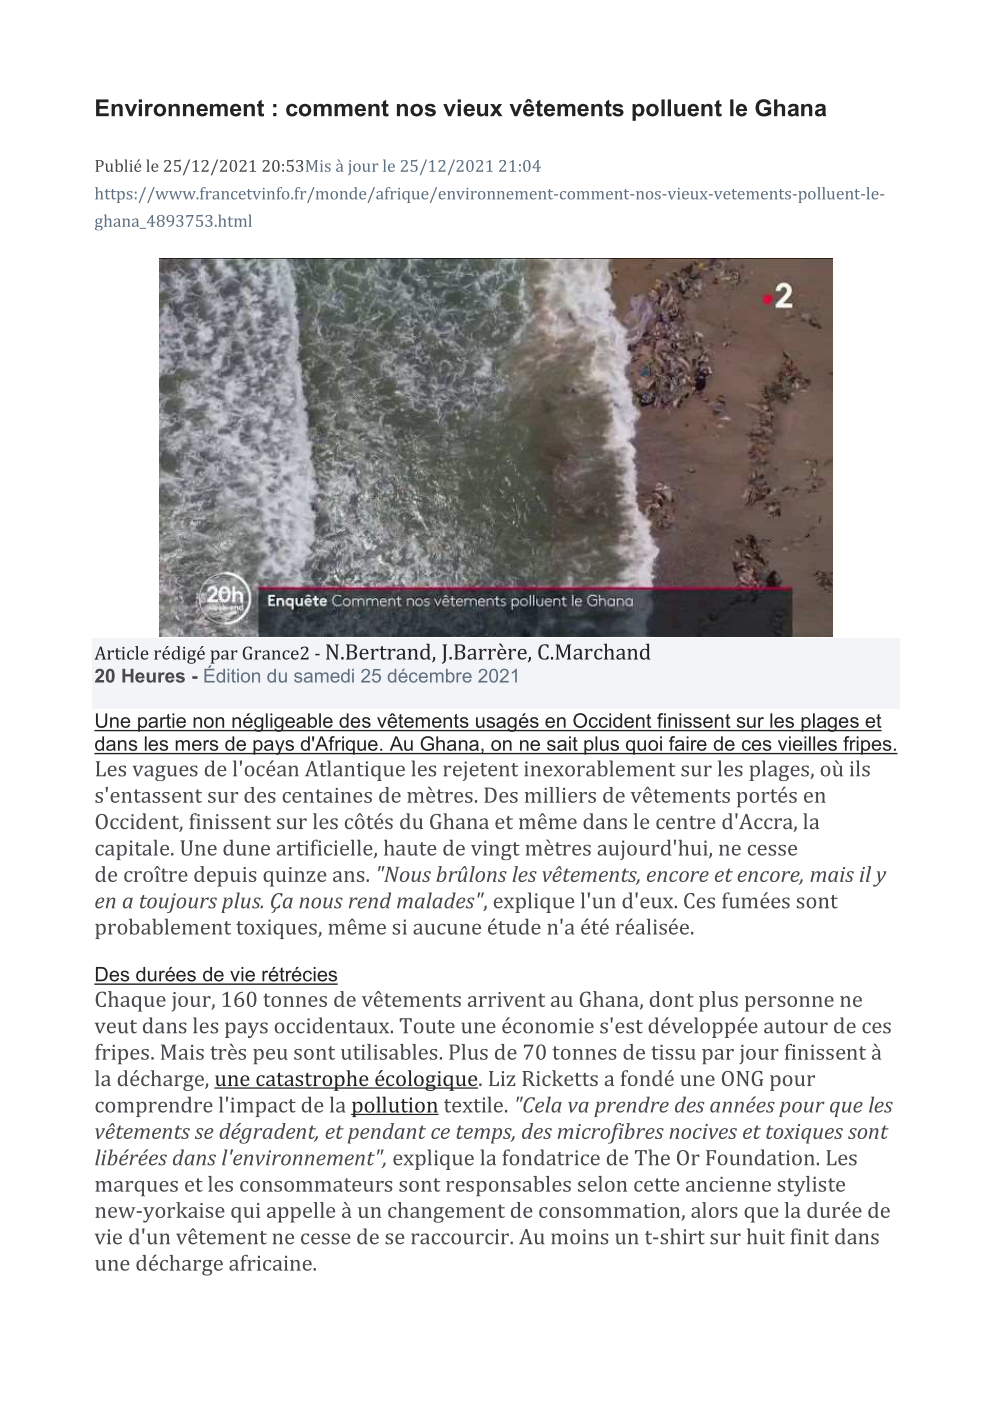 Environnement : comment nos vieux vêtements polluent le Ghana
Publié le 25/12/2021 20:53Mis à jour le 25/12/2021 21:04
https://www.francetvinfo.fr/monde/afrique/environnement-comment-nos-vieux-vetements-polluent-le-
ghana_4893753.html
2
20h
week-end
Enquête Comment nos vêtements polluent le Ghana
Article rédigé par Grance2 - N.Bertrand, J.Barrère, C.Marchand
20 Heures - Édition du samedi 25 décembre 2021
Une partie non négligeable des vêtements usagés en Occident finissent sur les plages et
dans les mers de pays d'Afrique. Au Ghana, on ne sait plus quoi faire de ces vieilles fripes.
Les vagues de l'océan Atlantique les rejetent inexorablement sur les plages, où ils
s'entassent sur des centaines de mètres. Des milliers de vêtements portés en
Occident, finissent sur les côtés du Ghana et même dans le centre d'Accra, la
capitale. Une dune artificielle, haute de vingt mètres aujourd'hui, ne cesse
de croître depuis quinze ans. "Nous brûlons les vêtements, encore et encore, mais il y
en a toujours plus. Ça nous rend malades", explique l'un d'eux. Ces fumées sont
probablement toxiques, même si aucune étude n'a été réalisée.
Des durées de vie rétrécies
Chaque jour, 160 tonnes de vêtements arrivent au Ghana, dont plus personne ne
veut dans les pays occidentaux. Toute une économie s'est développée autour de ces
fripes. Mais très peu sont utilisables. Plus de 70 tonnes de tissu par jour finissent à
la décharge, une catastrophe écologique. Liz Ricketts a fondé une ONG pour
comprendre l'impact de la pollution textile. "Cela va prendre des années pour que les
vêtements se dégradent, et pendant ce temps, des microfibres nocives et toxiques sont
libérées dans l'environnement", explique la fondatrice de The Or Foundation. Les
marques et les consommateurs sont responsables selon cette ancienne styliste
new-yorkaise qui appelle à un changement de consommation, alors que la durée de
vie d'un vêtement ne cesse de se raccourcir. Au moins un t-shirt sur huit finit dans
une décharge africaine.